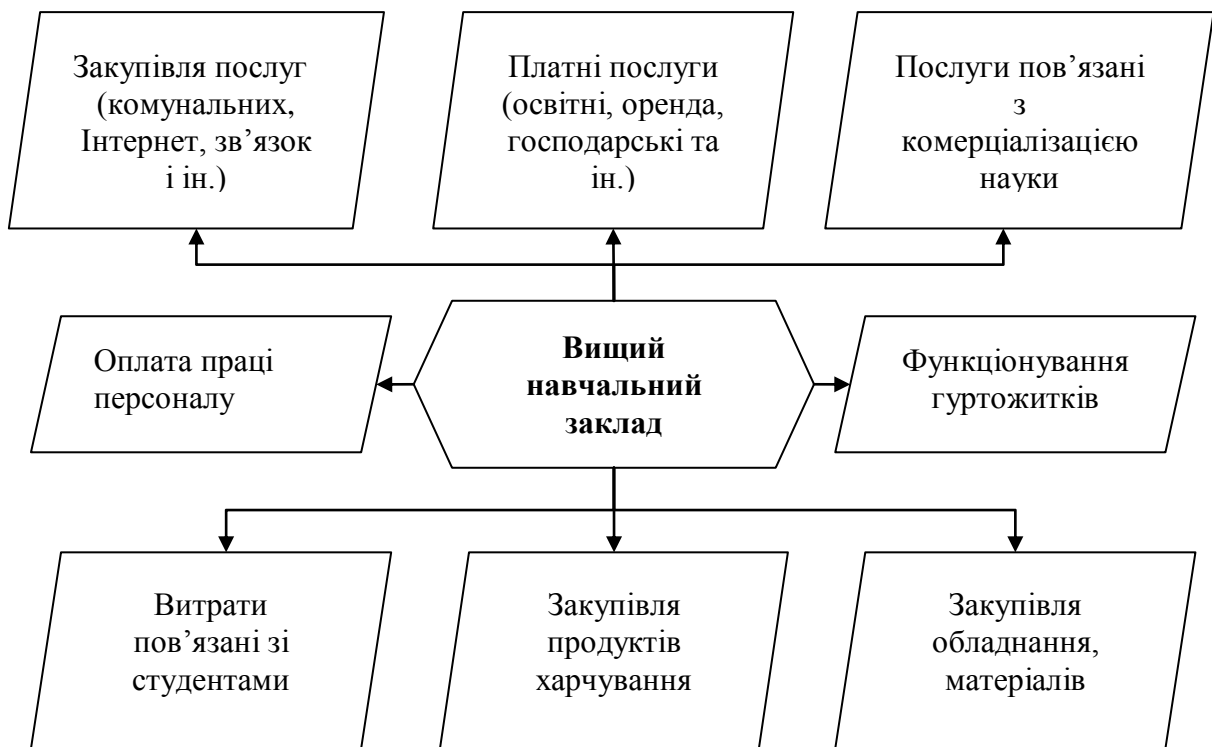 Закупівля послуг
(комунальних,
Інтернет, зв’язок
і ін.)
Платні послуги
(освітні, оренда,
господарські та
ін.)
Послуги пов’язані
з
комерціалізацією
науки
Оплата праці
персоналу
Вищий
навчальний
заклад
Функціонування
гуртожитків
Витрати
пов’язані зі
студентами
Закупівля
продуктів
харчування
Закупівля
обладнання,
матеріалів